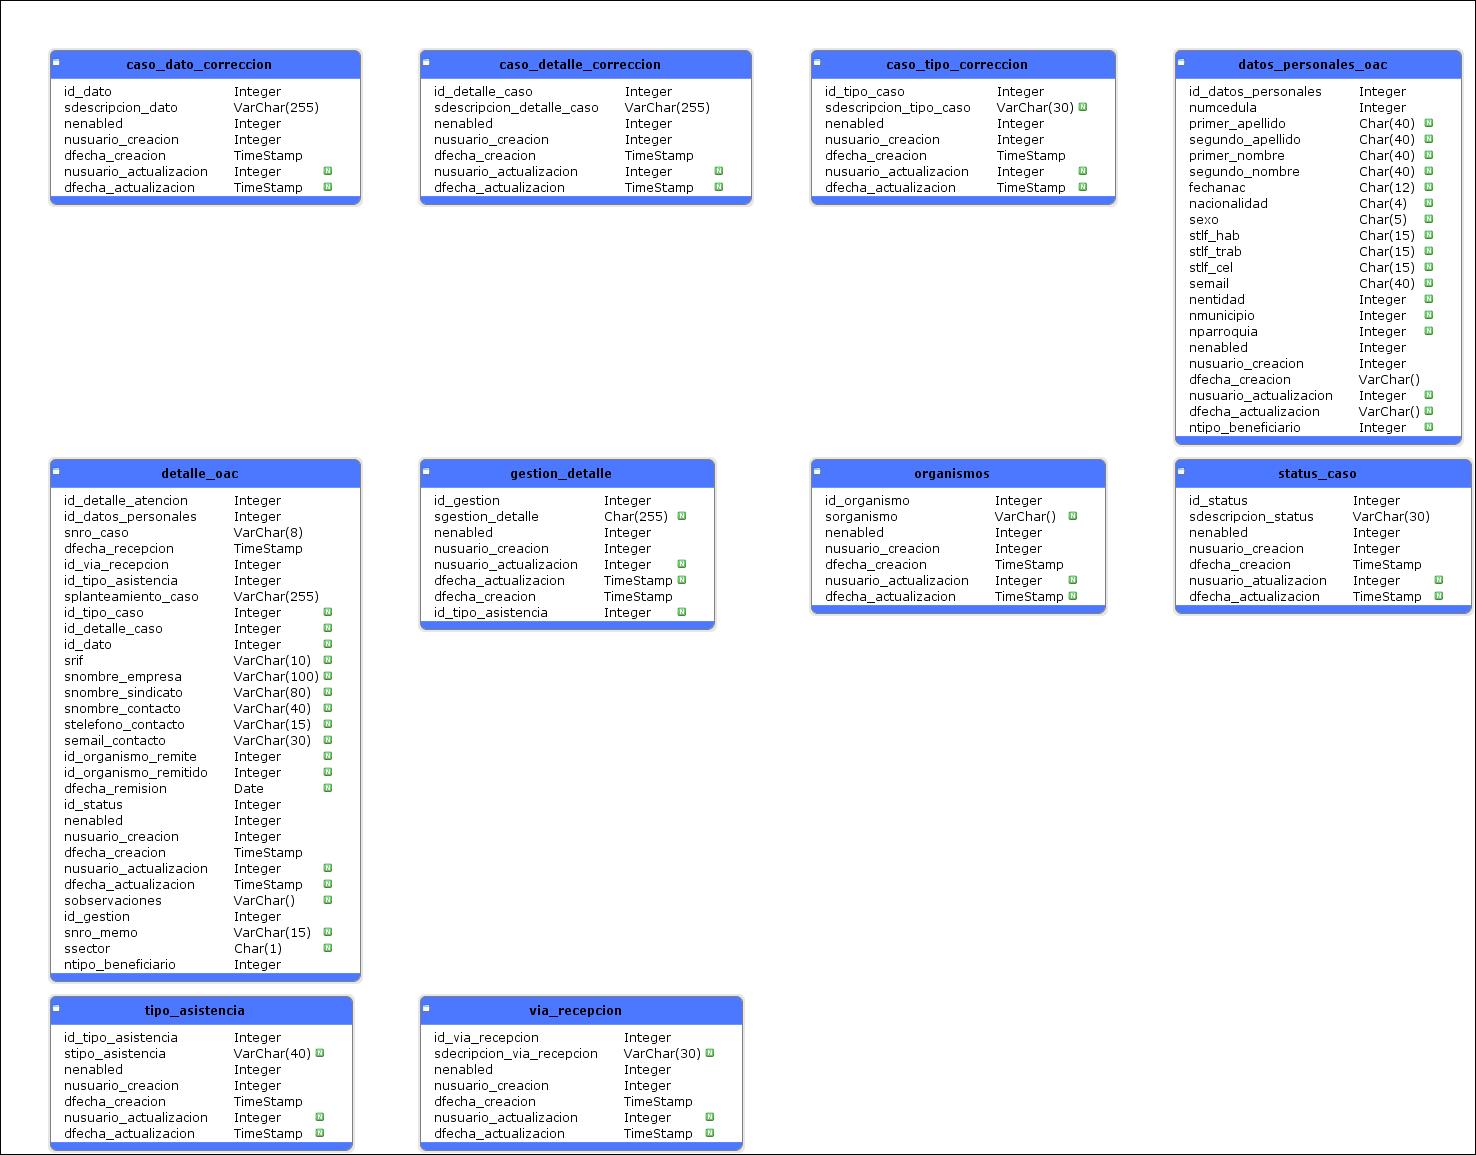 caso_dato_correccion
id_dato Integer
sdescripcion_dato VarChar(255)
nenabled Integer
nusuario_creacion Integer
dfecha_creacion TimeStamp
nusuario_actualizacion Integer N
dfecha_actualizacion TimeStamp N
caso_detalle_correccion
id_detalle_caso Integer
sdescripcion_detalle_caso VarChar(255)
nenabled Integer
nusuario_creacion Integer
dfecha_creacion TimeStamp
nusuario_actualizacion Integer N
dfecha_actualizacion TimeStamp N
caso_tipo_correccion
id_tipo_caso Integer
sdescripcion_tipo_caso VarChar(30) N
nenabled Integer
nusuario_creacion Integer
dfecha_creacion TimeStamp
nusuario_actualizacion Integer N
dfecha_actualizacion TimeStamp N
datos_personales_oac
id_datos_personales Integer
numcedula Integer
primer_apellido Char(40) N
segundo_apellido Char(40) N
primer_nombre Char(40) N
segundo_nombre Char(40) N
fechanac Char(12) N
nacionalidad Char(4) N
sexo Char(5) N
stlf_hab Char(15) N
stlf_trab Char(15) N
stlf_cel Char(15) N
semail Char(40) N
nentidad Integer N
nmunicipio Integer N
nparroquia Integer N
nenabled Integer
nusuario_creacion Integer
dfecha_creacion VarChar()
nusuario_actualizacion Integer N
dfecha_actualizacion VarChar() N
ntipo_beneficiario Integer N
detalle_oac
id_detalle_atencion Integer
id_datos_personales Integer
snro_caso VarChar(8)
dfecha_recepcion TimeStamp
id_via_recepcion Integer
id_tipo_asistencia Integer
splanteamiento_caso VarChar(255)
id_tipo_caso Integer N
id_detalle_caso Integer N
id_dato Integer N
srif VarChar(10) N
snombre_empresa VarChar(100) N
snombre_sindicato VarChar(80) N
snombre_contacto VarChar(40) N
stelefono_contacto VarChar(15) N
semail_contacto VarChar(30) N
id_organismo_remite Integer N
id_organismo_remitido Integer N
dfecha_remision Date N
id_status Integer
nenabled Integer
nusuario_creacion Integer
dfecha_creacion TimeStamp
nusuario_actualizacion Integer N
dfecha_actualizacion TimeStamp N
sobservaciones VarChar() N
id_gestion Integer
snro_memo VarChar(15) N
ssector Char(1) N
ntipo_beneficiario Integer
gestion_detalle
id_gestion Integer
sgestion_detalle Char(255) N
nenabled Integer
nusuario_creacion Integer
nusuario_actualizacion Integer N
dfecha_actualizacion TimeStamp N
dfecha_creacion TimeStamp
id_tipo_asistencia Integer N
organismos
id_organismo Integer
sorganismo VarChar() N
nenabled Integer
nusuario_creacion Integer
dfecha_creacion TimeStamp
nusuario_actualizacion Integer N
dfecha_actualizacion TimeStamp N
status_caso
id_status Integer
sdescripcion_status VarChar(30)
nenabled Integer
nusuario_creacion Integer
dfecha_creacion TimeStamp
nusuario_atualizacion Integer N
dfecha_actualizacion TimeStamp N
tipo_asistencia
id_tipo_asistencia Integer
stipo_asistencia VarChar(40) N
nenabled Integer
nusuario_creacion Integer
dfecha_creacion TimeStamp
nusuario_actualizacion Integer N
dfecha_actualizacion TimeStamp N
via_recepcion
id_via_recepcion Integer
sdecripcion_via_recepcion VarChar(30) N
nenabled Integer
nusuario_creacion Integer
dfecha_creacion TimeStamp
nusuario_actualizacion Integer N
dfecha_actualizacion TimeStamp N